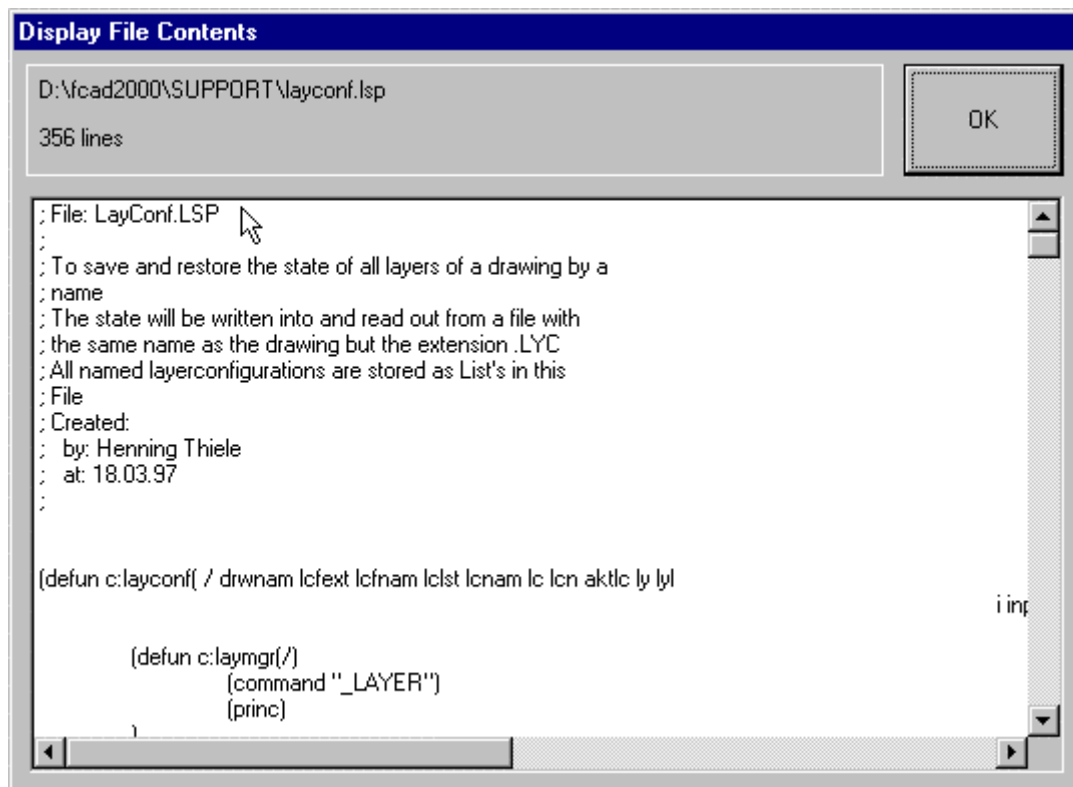 Display File Contents
D:\fcad2000\SUPPORT\layconf.lsp
356 lines
OK
; File: LayConf.LSP
;
; To save and restore the state of all layers of a drawing by a
; name
; The state will be written into and read out from a file with
; the same name as the drawing but the extension .LYC
; All named layerconfigurations are stored as List's in this
; File
; Created:
;   by: Henning Thiele
;   at: 18.03.97
;
(defun c:layconf( / drwnam lcfext lcfnam lclst lcnam lc lcn aktlc ly lyl
i inp
(defun c:laymgr(/)
(command "_LAYER")
(princ)
)